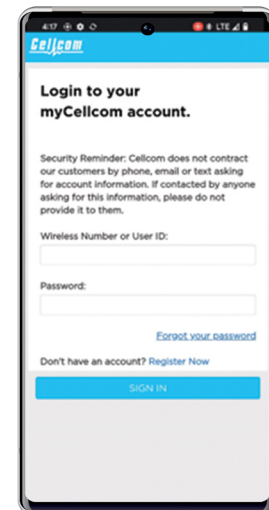 4:17
LTE
Cellcom
Login to your
myCellcom account.
Security Reminder: Cellcom does not contract
our customers by phone, email or text asking
for account information. If contacted by anyone
asking for this information, please do not
provide it to them.
Wireless Number or User ID:
Password:
Forgot your password
Don't have an account? Register Now
SIGN IN